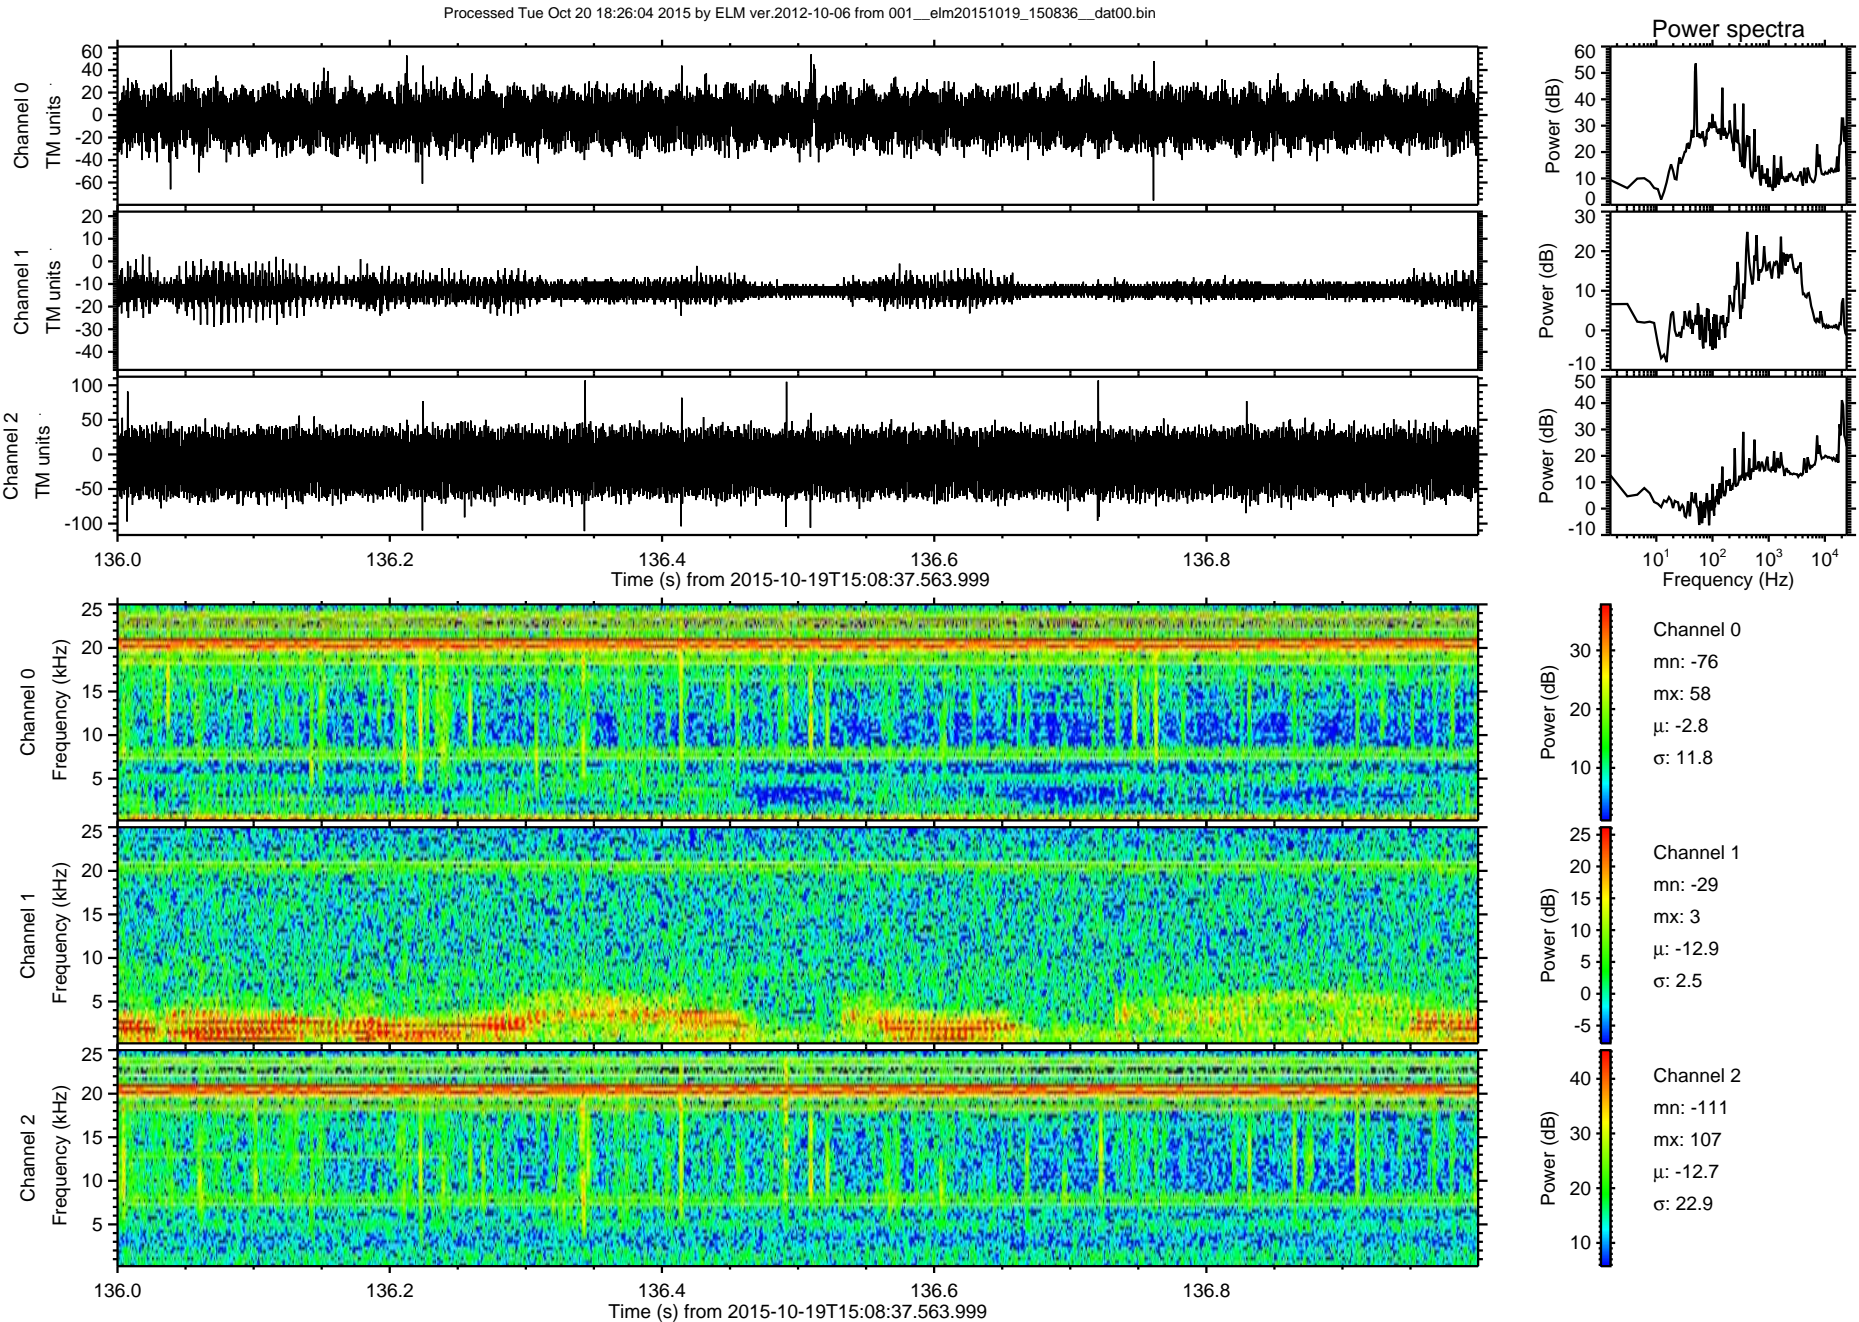 Processed Tue Oct 20 18:26:04 2015 by ELM ver.2012-10-06 from 001__elm20151019_150836__dat00.bin
Power spectra
Channel 0
TM units
60
40
20
0
-20
-40
-60
Power (dB)
60
50
40
30
20
10
0
Channel 1
TM units
20
10
0
-10
-20
-30
-40
Power (dB)
30
20
10
0
-10
Channel 2
TM units
100
50
0
-50
-100
Power (dB)
50
40
30
20
10
0
-10
136.0 136.2 136.4 136.6 136.8
Time (s) from 2015-10-19T15:08:37.563.999
10¹ 10² 10³ 10⁴
Frequency (Hz)
Channel 0
Frequency (kHz)
25
20
15
10
5
Power (dB)
30
20
10
Channel 0
mn: -76
mx: 58
μ: -2.8
σ: 11.8
Channel 1
Frequency (kHz)
25
20
15
10
5
Power (dB)
25
20
15
10
5
0
-5
Channel 1
mn: -29
mx: 3
μ: -12.9
σ: 2.5
Channel 2
Frequency (kHz)
25
20
15
10
5
Power (dB)
40
30
20
10
Channel 2
mn: -111
mx: 107
μ: -12.7
σ: 22.9
136.0 136.2 136.4 136.6 136.8
Time (s) from 2015-10-19T15:08:37.563.999